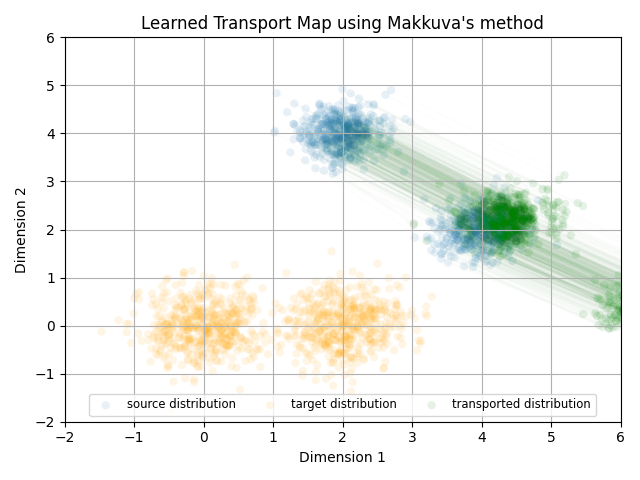 Learned Transport Map using Makkuva's method
6
5
4
3
2
1
0
−1
−2
Dimension 2
source distribution target distribution transported distribution
−2 −1 0 1 2 3 4 5 6
Dimension 1